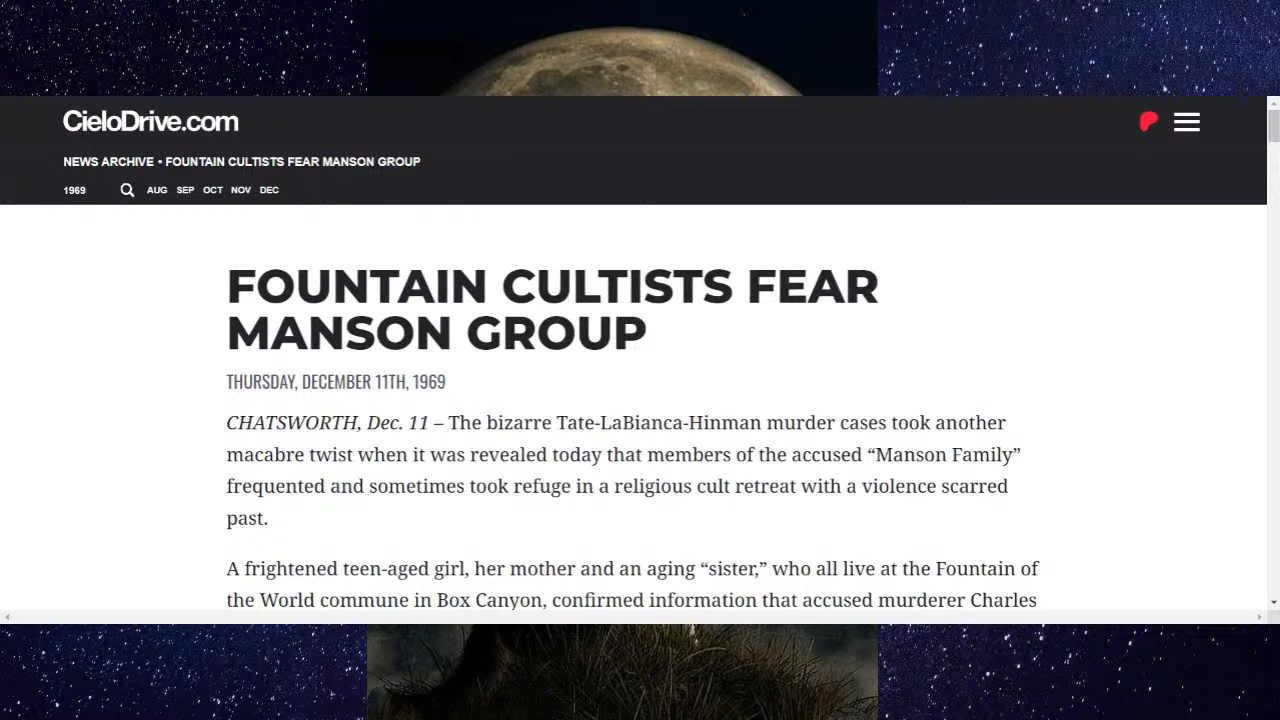 CieloDrive.com
NEWS ARCHIVE • FOUNTAIN CULTISTS FEAR MANSON GROUP
1969 AUG SEP OCT NOV DEC
FOUNTAIN CULTISTS FEAR
MANSON GROUP
THURSDAY, DECEMBER 11TH, 1969
CHATSWORTH, Dec. 11 – The bizarre Tate-LaBianca-Hinman murder cases took another
macabre twist when it was revealed today that members of the accused “Manson Family”
frequented and sometimes took refuge in a religious cult retreat with a violence scarred
past.
A frightened teen-aged girl, her mother and an aging “sister,” who all live at the Fountain of
the World commune in Box Canyon, confirmed information that accused murderer Charles